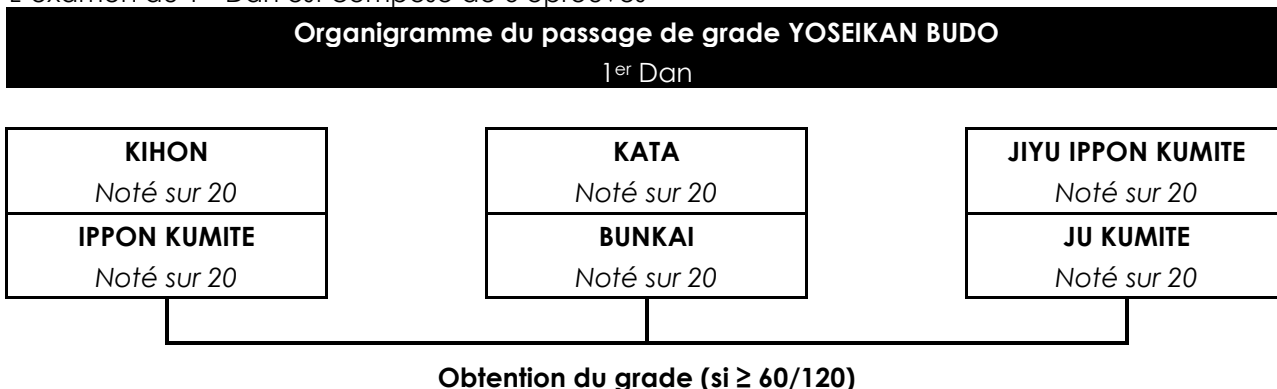 Organigramme du passage de grade YOSEIKAN BUDO
1er Dan
KIHON
Noté sur 20
IPPON KUMITE
Noté sur 20
KATA
Noté sur 20
BUNKAI
Noté sur 20
JIYU IPPON KUMITE
Noté sur 20
JU KUMITE
Noté sur 20
Obtention du grade (si ≥ 60/120)